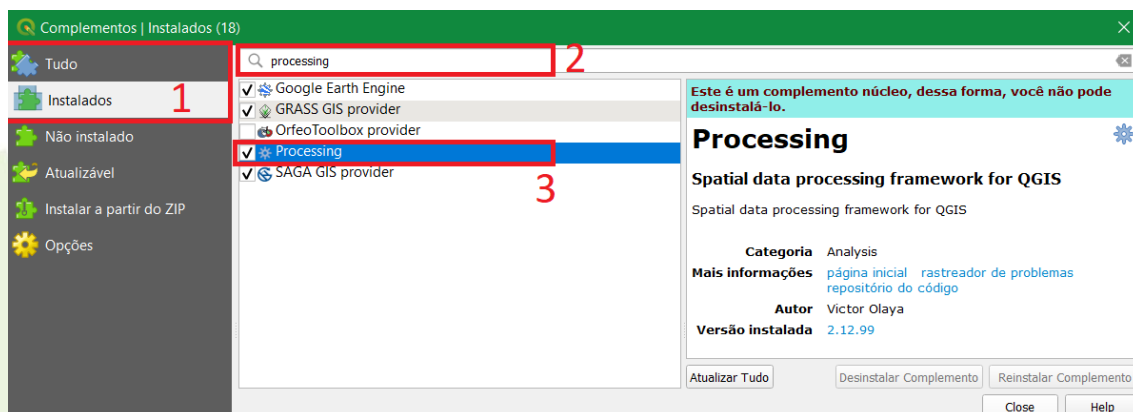 Complementos | Instalados (18)
Tudo
Instalados
1
Não instalado
Atualizável
Instalar a partir do ZIP
Opções
processing
2
Google Earth Engine
GRASS GIS provider
OrfeoToolbox provider
Processing
SAGA GIS provider
3
Este é um complemento núcleo, dessa forma, você não pode
desinstalá-lo.
Processing
Spatial data processing framework for QGIS
Spatial data processing framework for QGIS
Categoria Analysis
Mais informações página inicial rastreador de problemas
repositório do código
Autor Victor Olaya
Versão instalada 2.12.99
Atualizar Tudo
Desinstalar Complemento
Reinstalar Complemento
Close
Help